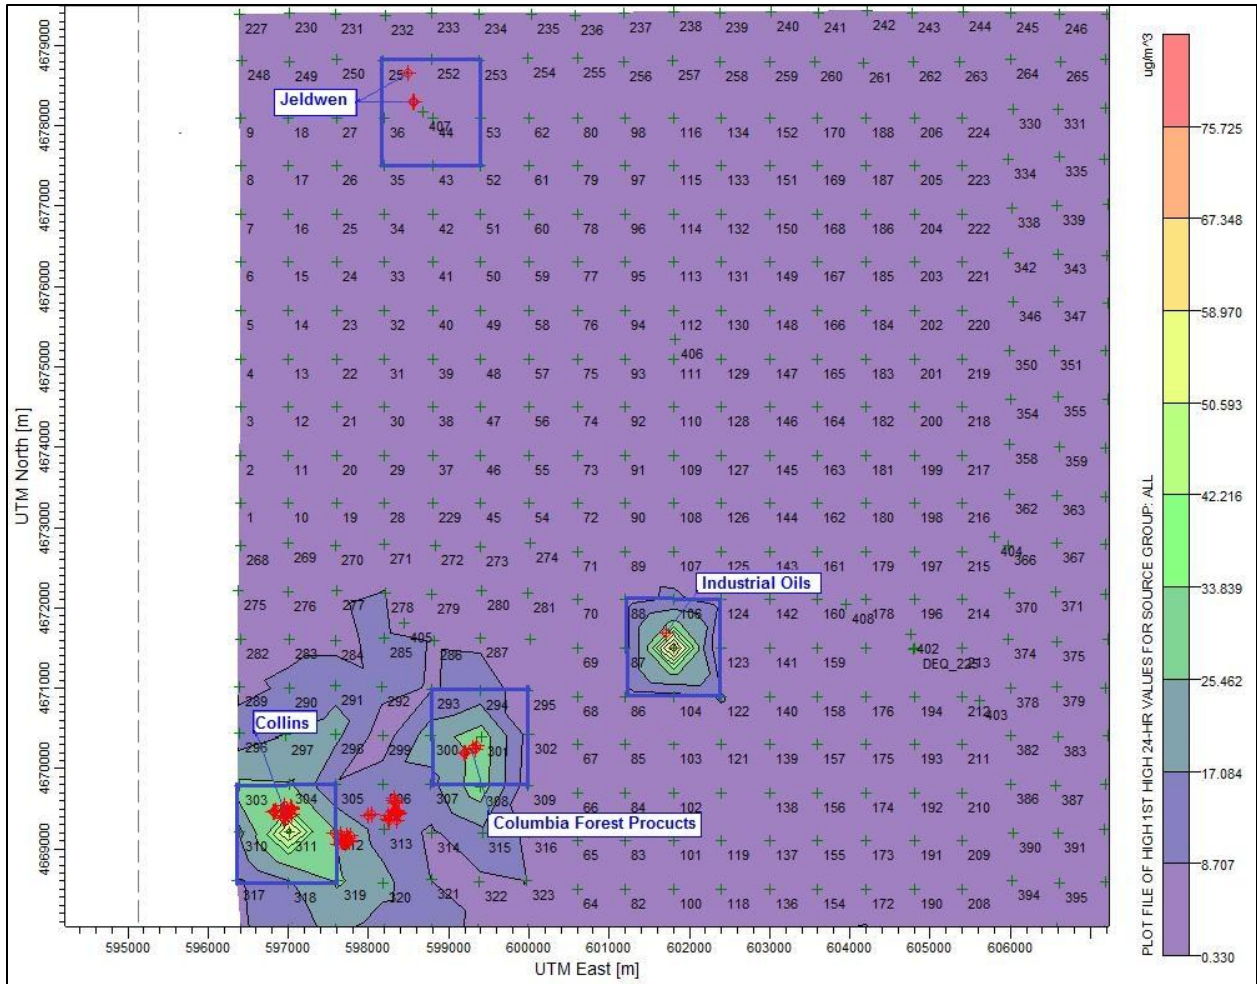 227 230 231 232 233 234 235 236 237 238 239 240 241 242 243 244 245 246
248 249 250 252 253 254 255 256 257 258 259 260 261 262 263 264 265
Jeldwen
407
9 18 27 36 44 53 62 80 98 116 134 152 170 188 206 224 330 331
8 17 26 35 43 52 61 79 97 115 133 151 169 187 205 223 334 335
7 16 25 34 42 51 60 78 96 114 132 150 168 186 204 222 338 339
6 15 24 33 41 50 59 77 95 113 131 149 167 185 203 221 342 343
5 14 23 32 40 49 58 76 94 112 130 148 166 184 202 220 346 347
406
4 13 22 31 39 48 57 75 93 111 129 147 165 183 201 219 350 351
3 12 21 30 38 47 56 74 92 110 128 146 164 182 200 218 354 355
2 11 20 29 37 46 55 73 91 109 127 145 163 181 199 217 358 359
1 10 19 28 229 45 54 72 90 108 126 144 162 180 198 216 362 363
404
268 269 270 271 272 273 274 71 89 107 125 143 161 179 197 215 366 367
Industrial Oils
275 276 277 278 279 280 281 70 88 106 124 142 160 178 196 214 370 371
408
405
402
282 283 284 285 286 287 69 87 123 141 159 213 374 375
DEQ_225
289 290 291 292 293 294 295 68 86 104 122 140 158 176 194 212 378 379
403
Collins
296 297 298 299 300 301 302 67 85 103 121 139 157 175 193 211 382 383
303 304 305 306 307 308 309 66 84 102 138 156 174 192 210 386 387
Columbia Forest Procucts
310 311 312 313 314 315 316 65 83 101 119 137 155 173 191 209 390 391
317 318 319 320 321 322 323 64 82 100 118 136 154 172 190 208 394 395
4679000
4678000
4677000
4676000
4675000
4674000
4673000
4672000
4671000
4670000
4669000
UTM North [m]
595000 596000 597000 598000 599000 600000 601000 602000 603000 604000 605000 606000
UTM East [m]
PLOT FILE OF HIGH 1ST HIGH 24-HR VALUES FOR SOURCE GROUP: ALL
ug/m^3
75.725
67.348
58.970
50.593
42.216
33.839
25.462
17.084
8.707
0.330